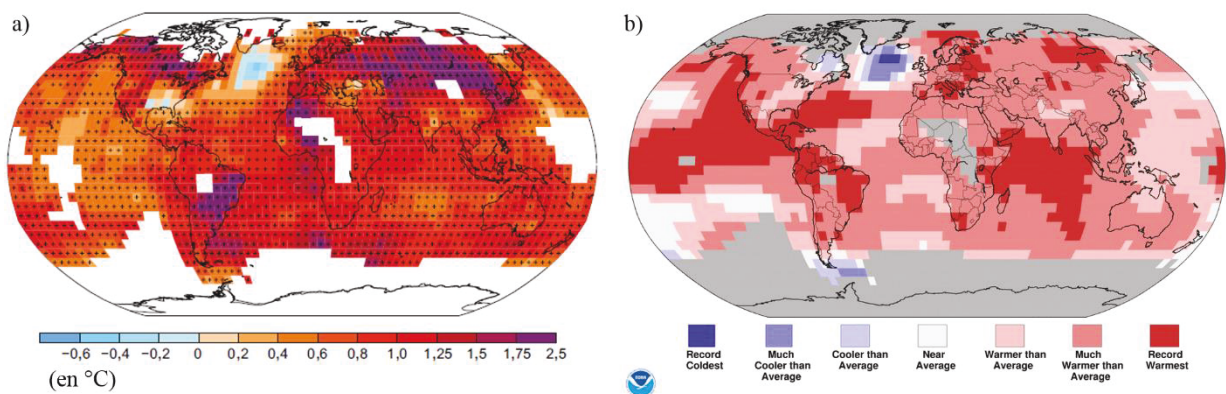 a)
−0,6 −0,4 −0,2 0 0,2 0,4 0,6 0,8 1,0 1,25 1,5 1,75 2,5
(en °C)
b)
Record Coldest
Much Cooler than Average
Cooler than Average
Near Average
Warmer than Average
Much Warmer than Average
Record Warmest